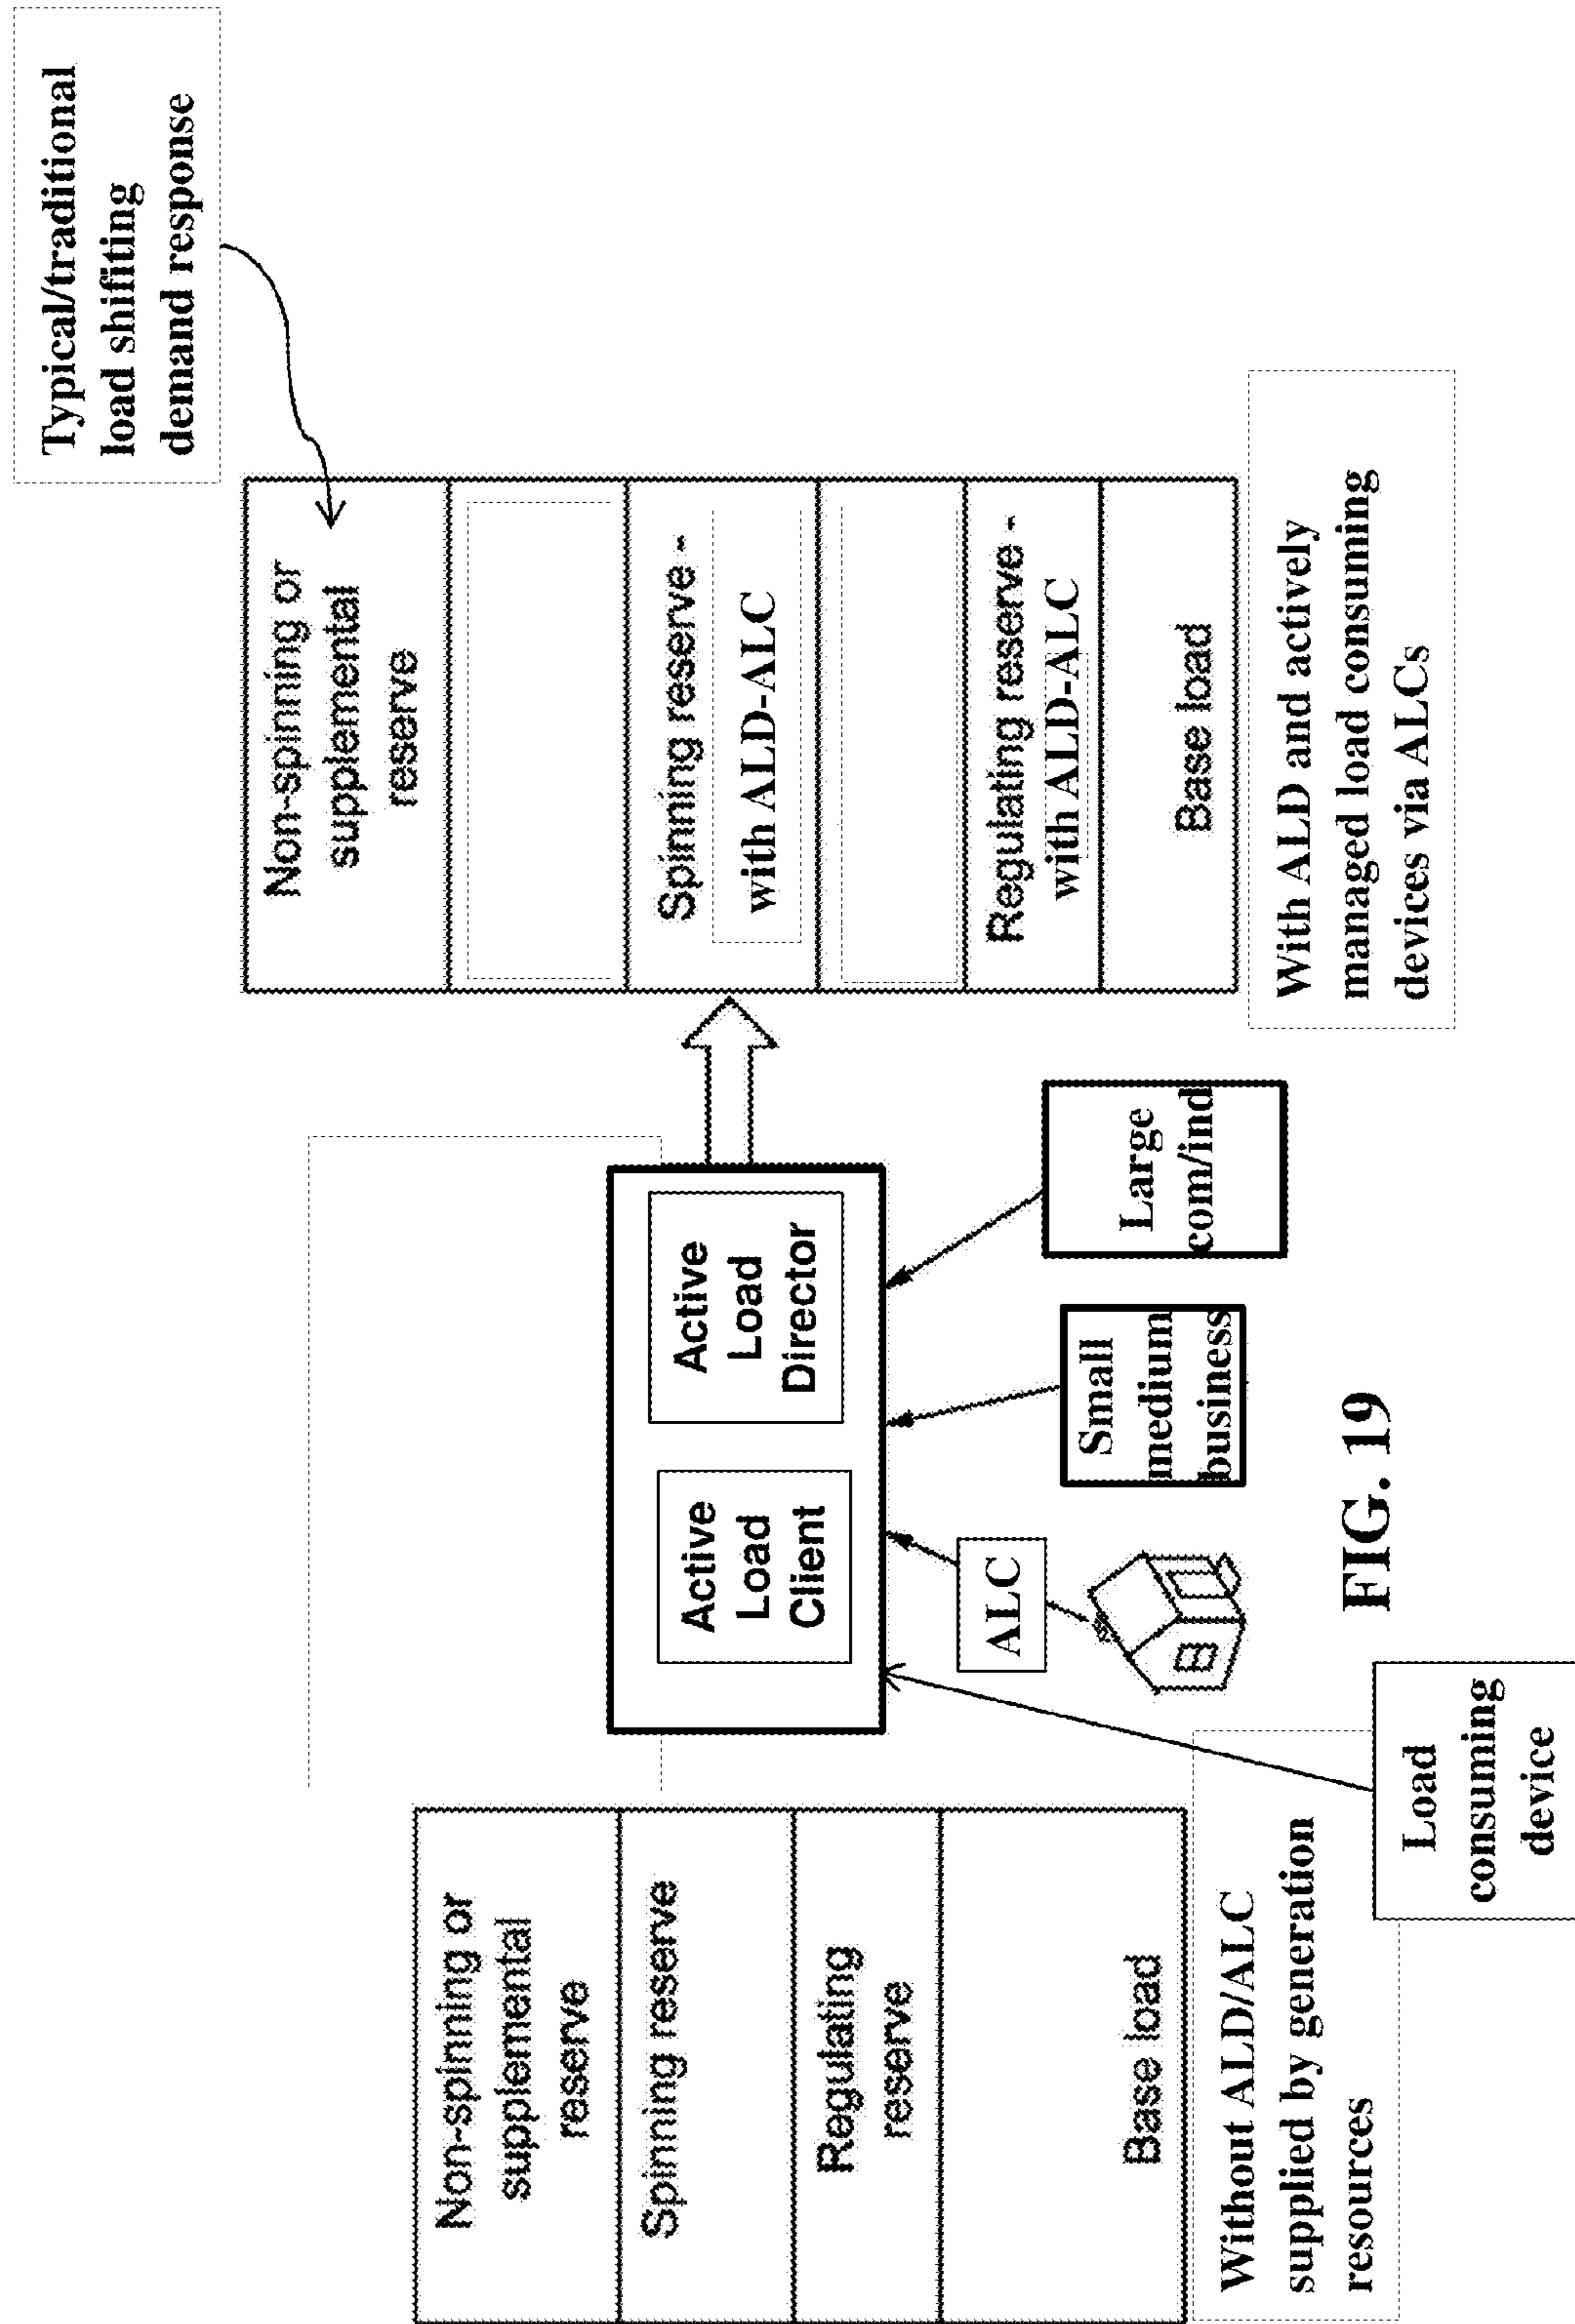 Typical/traditional
load shifiting
demand response
Non-spinning or
supplemental
reserve
Spinning reserve
Regulating
reserve
Base load
Without ALD/ALC
supplied by generation
resources
Active
Load
Client
Active
Load
Director
ALC
Small
medium
business
Large
com/ind
Load
consuming
device
Non-spinning or
supplemental
reserve
Spinning reserve -
with ALD-ALC
Regulating reserve -
with ALD-ALC
Base load
With ALD and actively
managed load consuming
devices via ALCs
FIG. 19